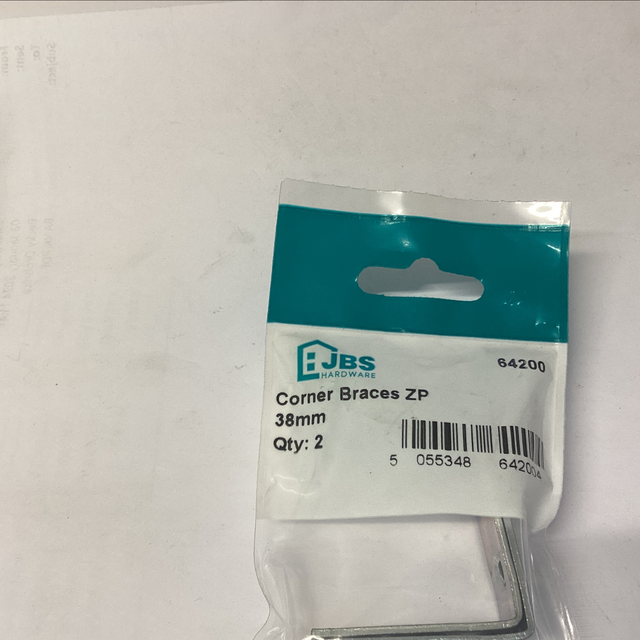 JBS
HARDWARE
64200
Corner Braces ZP
38mm
Qty: 2
5 055348 642004